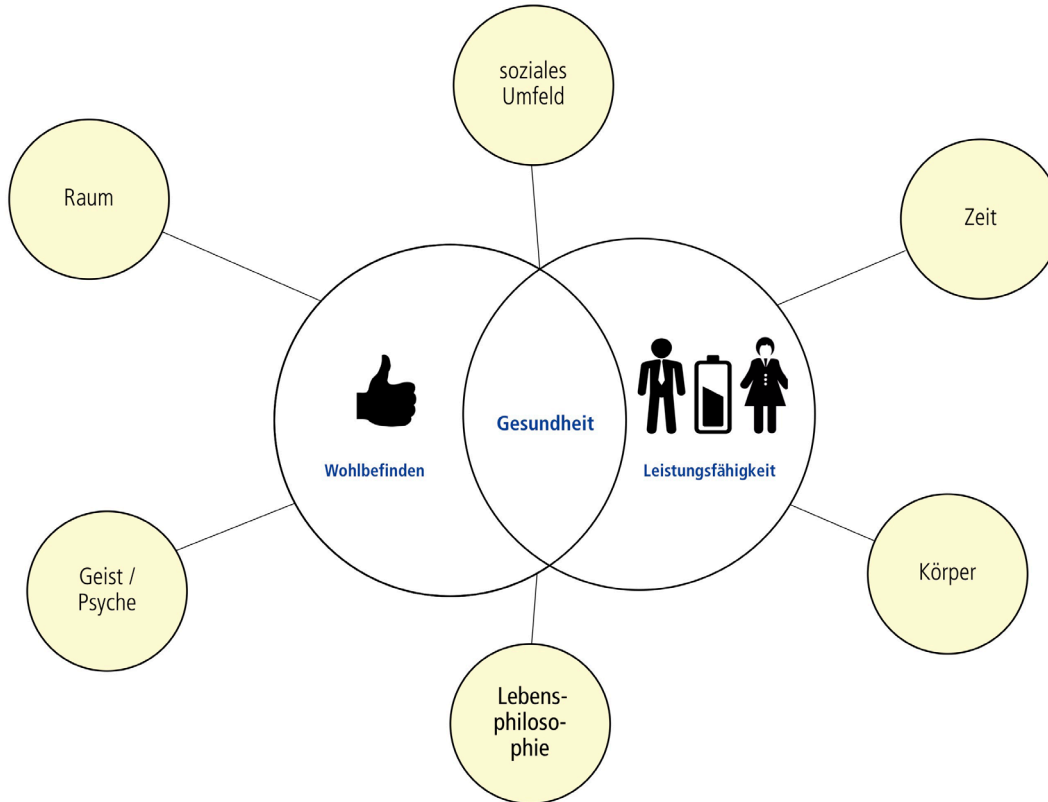 soziales
Umfeld
Raum
Zeit
Gesundheit
Wohlbefinden
Leistungsfähigkeit
Geist /
Psyche
Körper
Lebens-
philoso-
phie